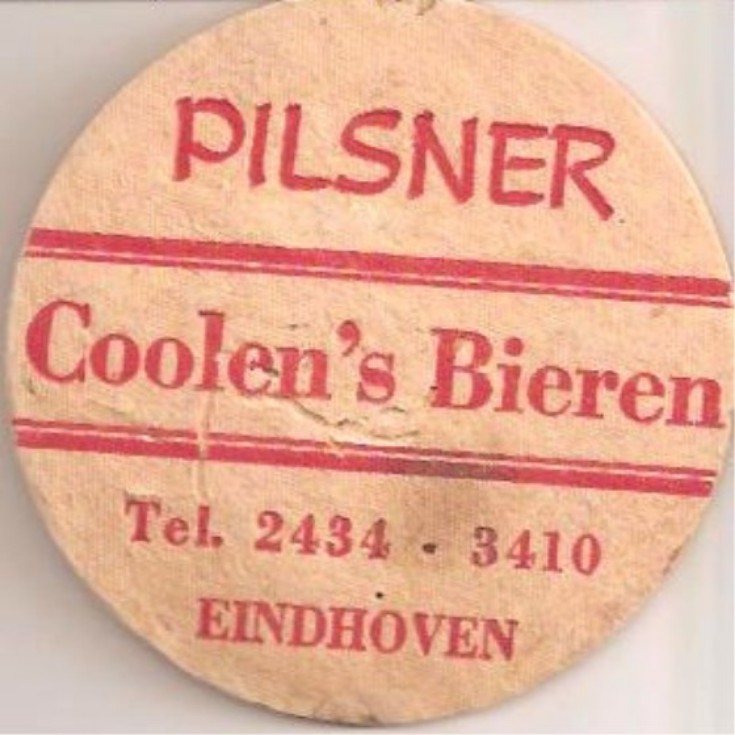 PILSNER
Coolen's Bieren
Tel. 2434 - 3410
EINDHOVEN